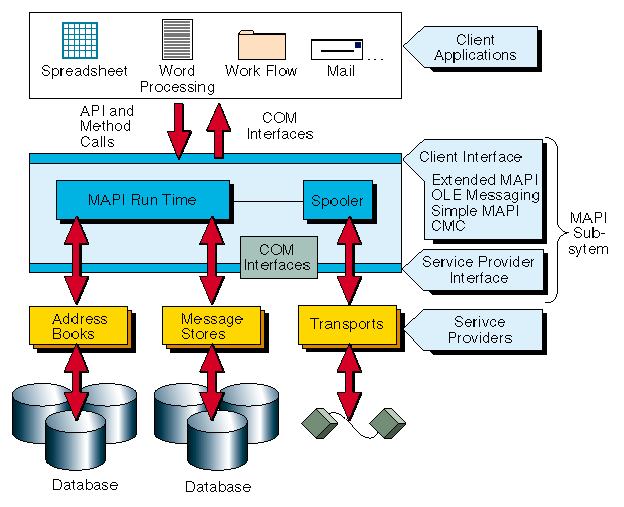 Spreadsheet
Word
Processing
Work Flow
Mail
...
Client
Applications
API and
Method
Calls
COM
Interfaces
Client Interface
Extended MAPI
OLE Messaging
Simple MAPI
CMC
MAPI
Sub-
sytem
MAPI Run Time
Spooler
COM
Interfaces
Service Provider
Interface
Address
Books
Message
Stores
Transports
Serivce
Providers
Database
Database